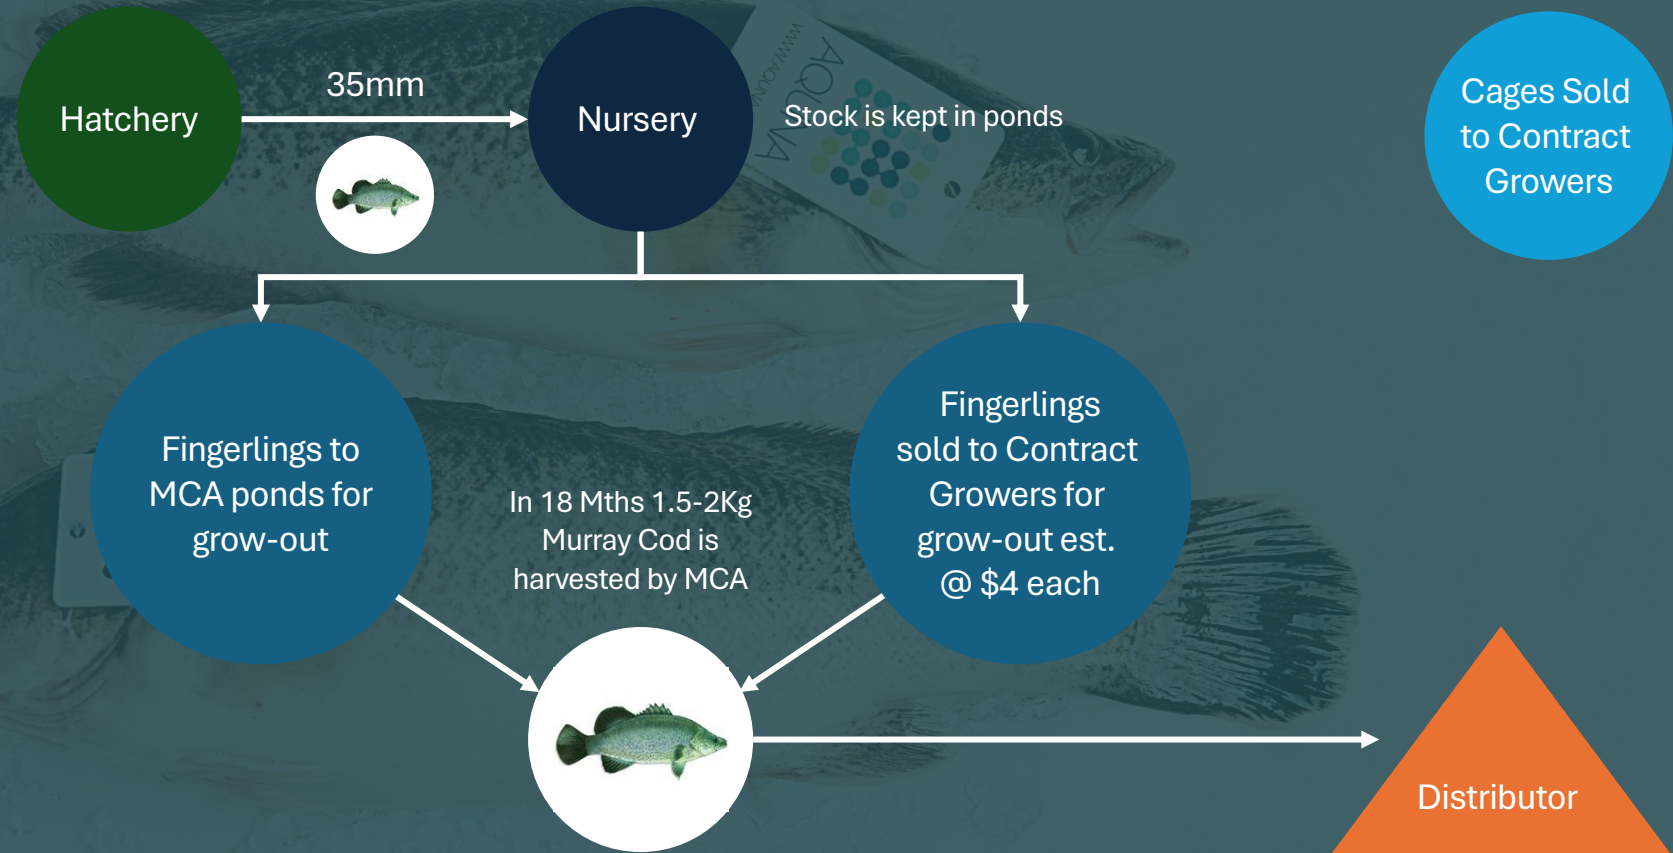 Hatchery
35mm
Nursery
Stock is kept in ponds
Cages Sold
to Contract
Growers
Fingerlings to
MCA ponds for
grow-out
In 18 Mths 1.5-2Kg
Murray Cod is
harvested by MCA
Fingerlings
sold to Contract
Growers for
grow-out est.
@ $4 each
Distributor
AQUNA